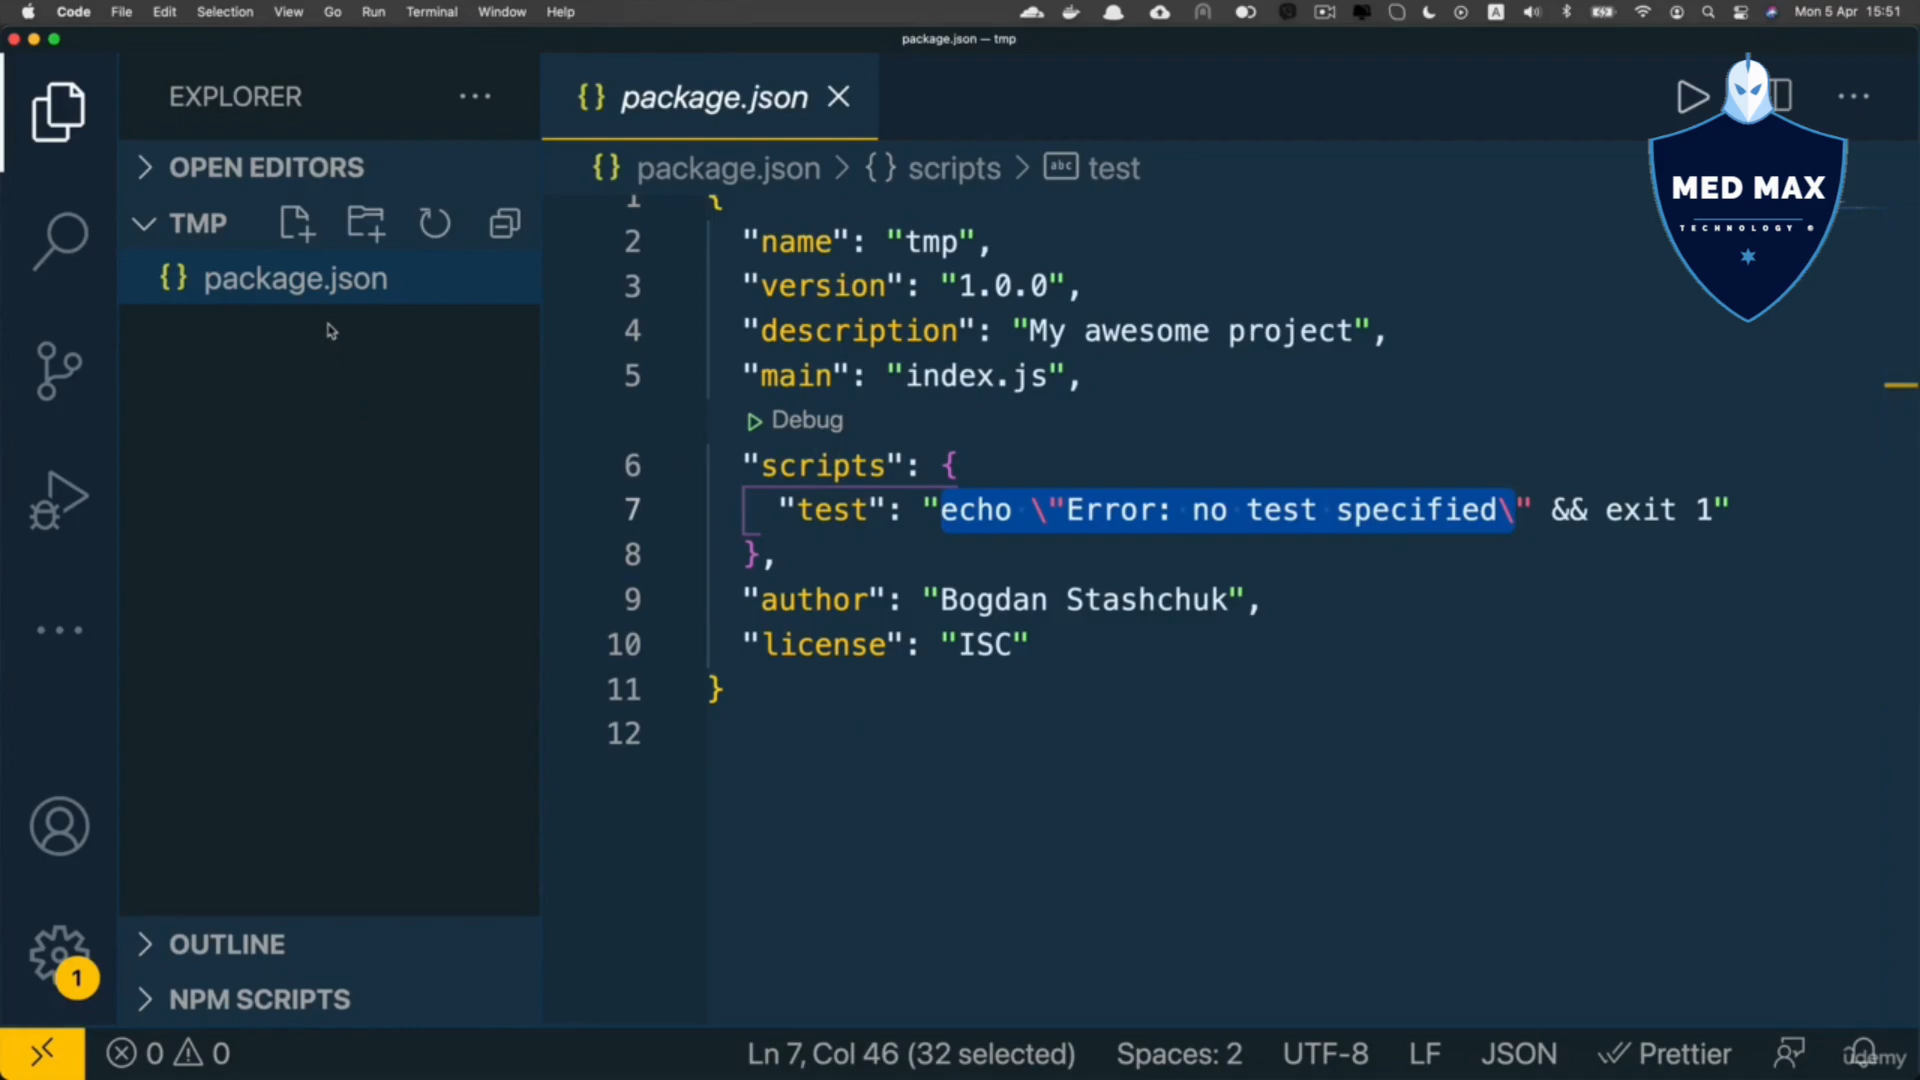 Code File Edit Selection View Go Run Terminal Window Help
A
Mon 5 Apr 15:51
package.json — tmp
EXPLORER
{} package.json
OPEN EDITORS
{} package.json > {} scripts > abc test
TMP
{} package.json
MED MAX
TECHNOLOGY ®
1 {
2 "name": "tmp",
3 "version": "1.0.0",
4 "description": "My awesome project",
5 "main": "index.js",
Debug
6 "scripts": {
7 "test": "echo \"Error: no test specified\" && exit 1"
8 },
9 "author": "Bogdan Stashchuk",
10 "license": "ISC"
11 }
12
OUTLINE
1
NPM SCRIPTS
0 0 Ln 7, Col 46 (32 selected) Spaces: 2 UTF-8 LF JSON Prettier
udemy